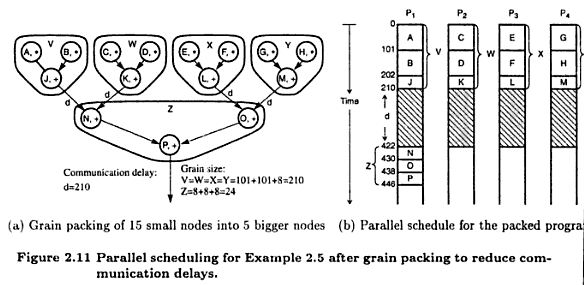 V W X Y
A, * B, * C, * D, * E, * F, * G, * H, *
J, + K, + L, + M, +
d d d d
Z
N, + O, +
P, +
Communication delay:
d=210
Grain size:
V=W=X=Y=101+101+8=210
Z=8+8+8=24
(a) Grain packing of 15 small nodes into 5 bigger nodes
P1 P2 P3 P4
0
A C E G
101
V W X
B D F H
202
J K L M
210
Time
d
422
N
430
Z O
438
P
446
(b) Parallel schedule for the packed progra
Figure 2.11 Parallel scheduling for Example 2.5 after grain packing to reduce com-
munication delays.